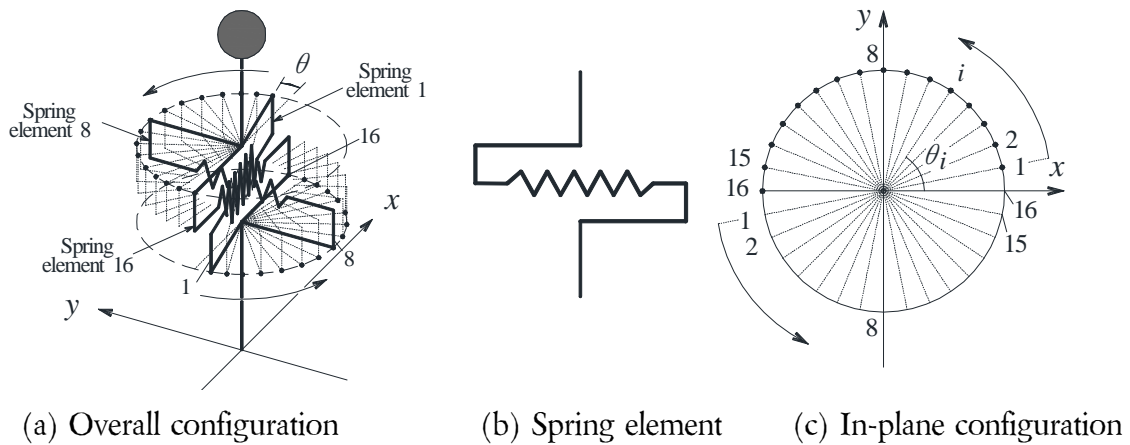 θ
Spring
element 1
Spring
element 8
16
x
Spring
element 16
1
8
y
y
8
i
2
1
x
θi
15
16
16
1
2
15
8
(a) Overall configuration
(b) Spring element
(c) In-plane configuration